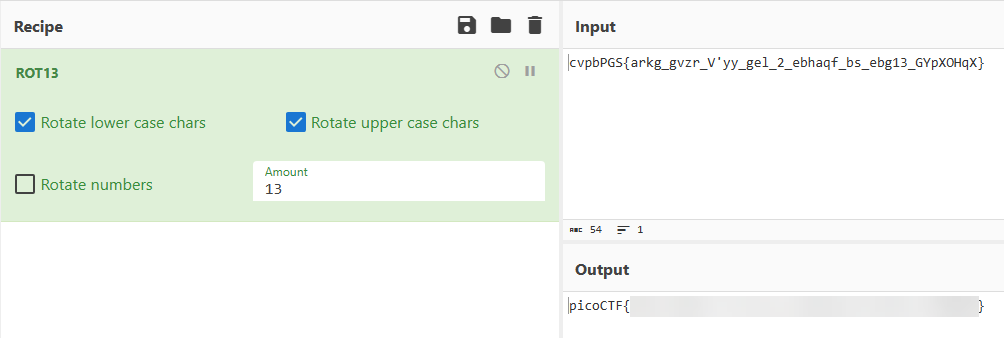 Recipe
ROT13
Rotate lower case chars
Rotate upper case chars
Rotate numbers
Amount
13
Input
cvpbPGS{arkg_gvzr_V'yy_gel_2_ebhaqf_bs_ebg13_GYpXOHqX}
ABC 54 1
Output
picoCTF{ }